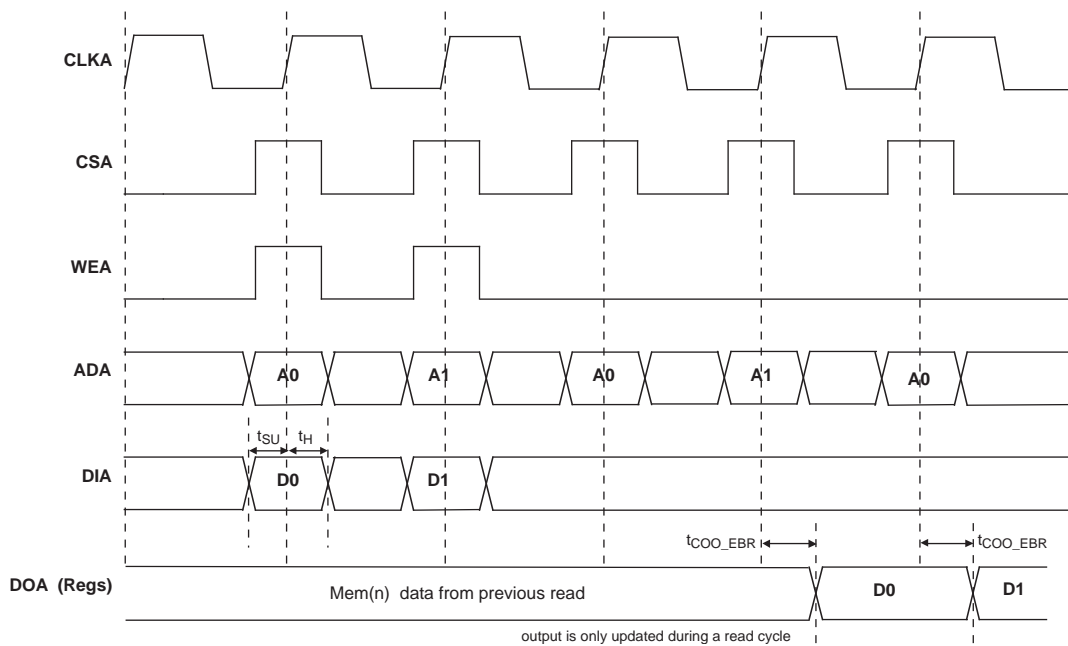 CLKA
CSA
WEA
ADA
A0 A1 A0 A1 A0
tSU tH
DIA
D0 D1
tCOO_EBR tCOO_EBR
DOA (Regs)
Mem(n) data from previous read D0 D1
output is only updated during a read cycle